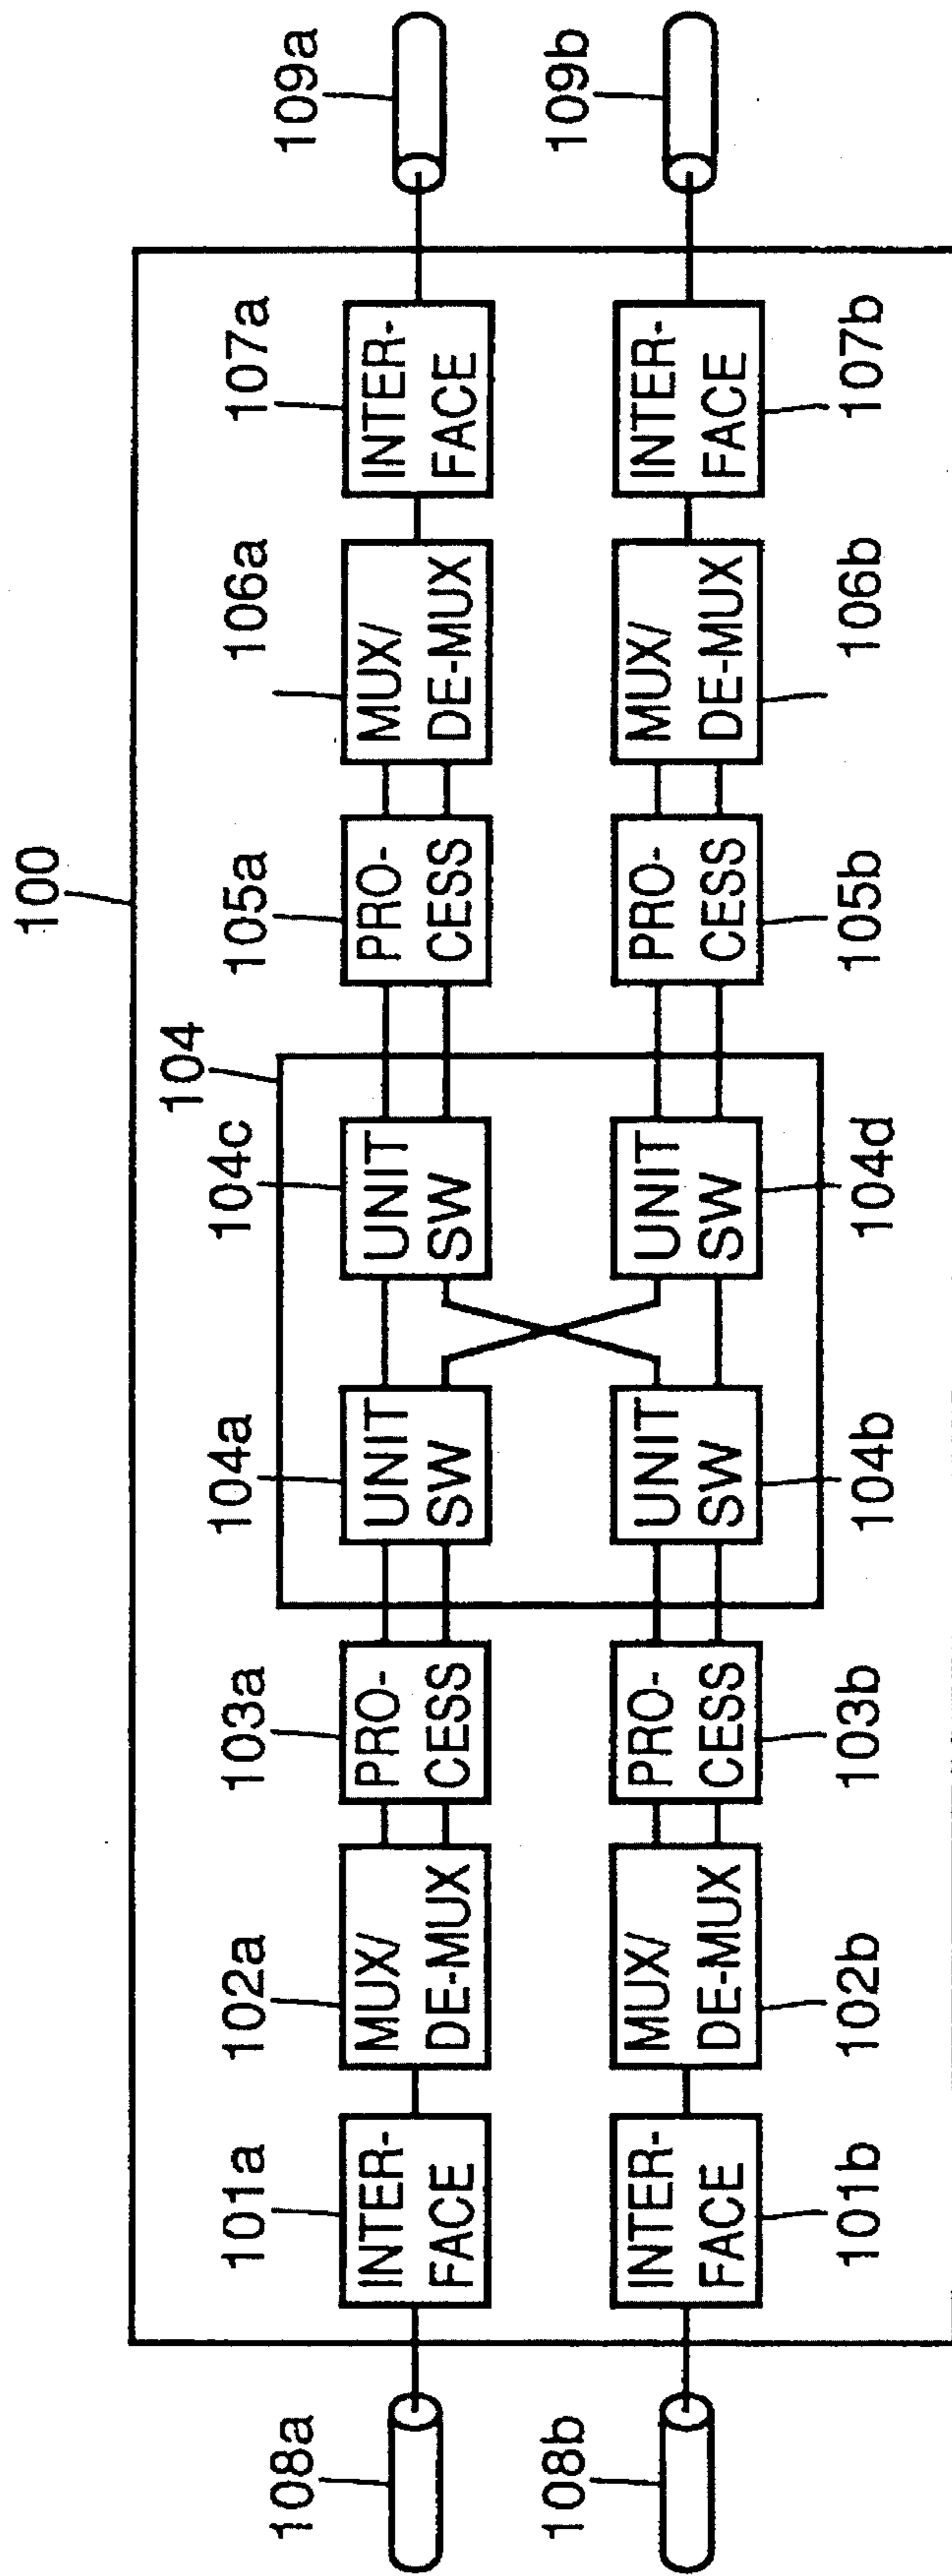 100
108a
101a
INTER-
FACE
102a
MUX/
DE-MUX
103a
PRO-
CESS
104
104a
UNIT
SW
104c
UNIT
SW
105a
PRO-
CESS
106a
MUX/
DE-MUX
107a
INTER-
FACE
109a
108b
INTER-
FACE
101b
MUX/
DE-MUX
102b
PRO-
CESS
103b
UNIT
SW
104b
UNIT
SW
104d
PRO-
CESS
105b
MUX/
DE-MUX
106b
INTER-
FACE
107b
109b